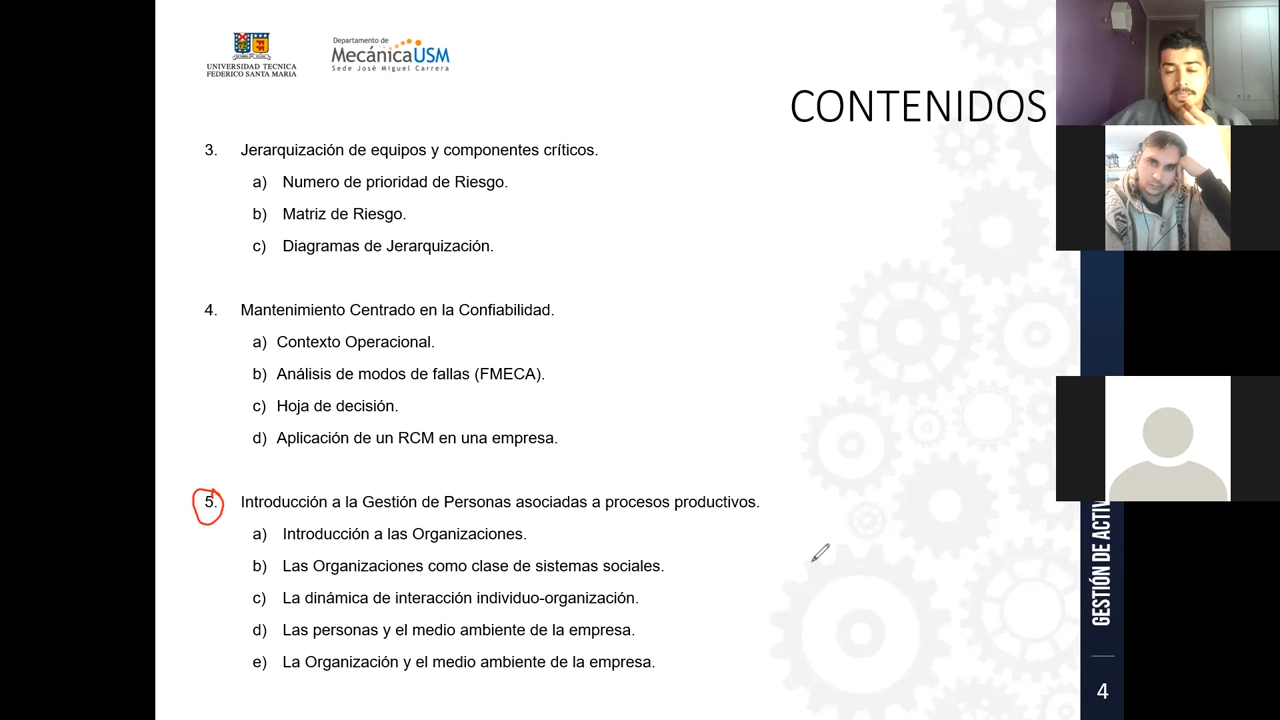 UNIVERSIDAD TECNICA
FEDERICO SANTA MARIA
Departamento de
MecánicaUSM
Sede José Miguel Carrera
CONTENIDOS
3. Jerarquización de equipos y componentes críticos.
a) Numero de prioridad de Riesgo.
b) Matriz de Riesgo.
c) Diagramas de Jerarquización.
4. Mantenimiento Centrado en la Confiabilidad.
a) Contexto Operacional.
b) Análisis de modos de fallas (FMECA).
c) Hoja de decisión.
d) Aplicación de un RCM en una empresa.
5. Introducción a la Gestión de Personas asociadas a procesos productivos.
a) Introducción a las Organizaciones.
b) Las Organizaciones como clase de sistemas sociales.
c) La dinámica de interacción individuo-organización.
d) Las personas y el medio ambiente de la empresa.
e) La Organización y el medio ambiente de la empresa.
GESTIÓN DE ACTIV
4